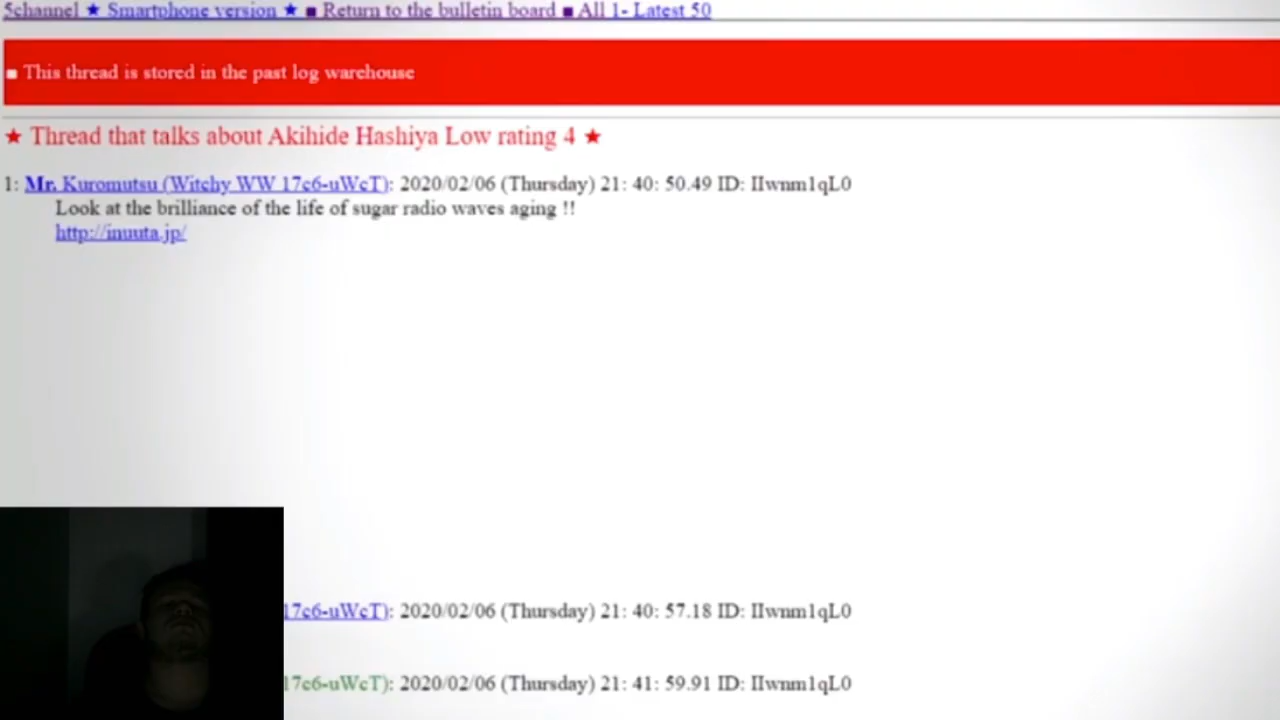 5channel ★ Smartphone version ★ ■ Return to the bulletin board ■ All 1- Latest 50
■ This thread is stored in the past log warehouse
★ Thread that talks about Akihide Hashiya Low rating 4 ★
1: Mr. Kuromutsu (Witchy WW 17c6-uWcT): 2020/02/06 (Thursday) 21: 40: 50.49 ID: IIwnm1qL0
Look at the brilliance of the life of sugar radio waves aging !!
http://inuuta.jp/
17c6-uWcT): 2020/02/06 (Thursday) 21: 40: 57.18 ID: IIwnm1qL0
17c6-uWcT): 2020/02/06 (Thursday) 21: 41: 59.91 ID: IIwnm1qL0